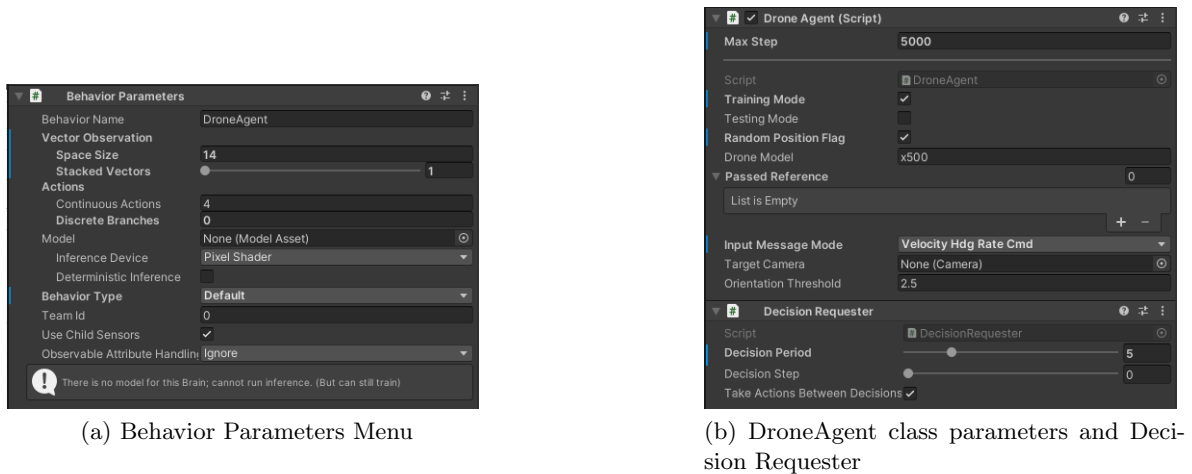 Behavior Parameters
Behavior Name DroneAgent
Vector Observation
Space Size 14
Stacked Vectors 1
Actions
Continuous Actions 4
Discrete Branches 0
Model None (Model Asset)
Inference Device Pixel Shader
Deterministic Inference
Behavior Type Default
Team Id 0
Use Child Sensors
Observable Attribute Handling Ignore
There is no model for this Brain; cannot run inference. (But can still train)
(a) Behavior Parameters Menu
Drone Agent (Script)
Max Step 5000
Script DroneAgent
Training Mode
Testing Mode
Random Position Flag
Drone Model x500
Passed Reference 0
List is Empty
+ −
Input Message Mode Velocity Hdg Rate Cmd
Target Camera None (Camera)
Orientation Threshold 2.5
Decision Requester
Script DecisionRequester
Decision Period 5
Decision Step 0
Take Actions Between Decisions
(b) DroneAgent class parameters and Deci-
sion Requester